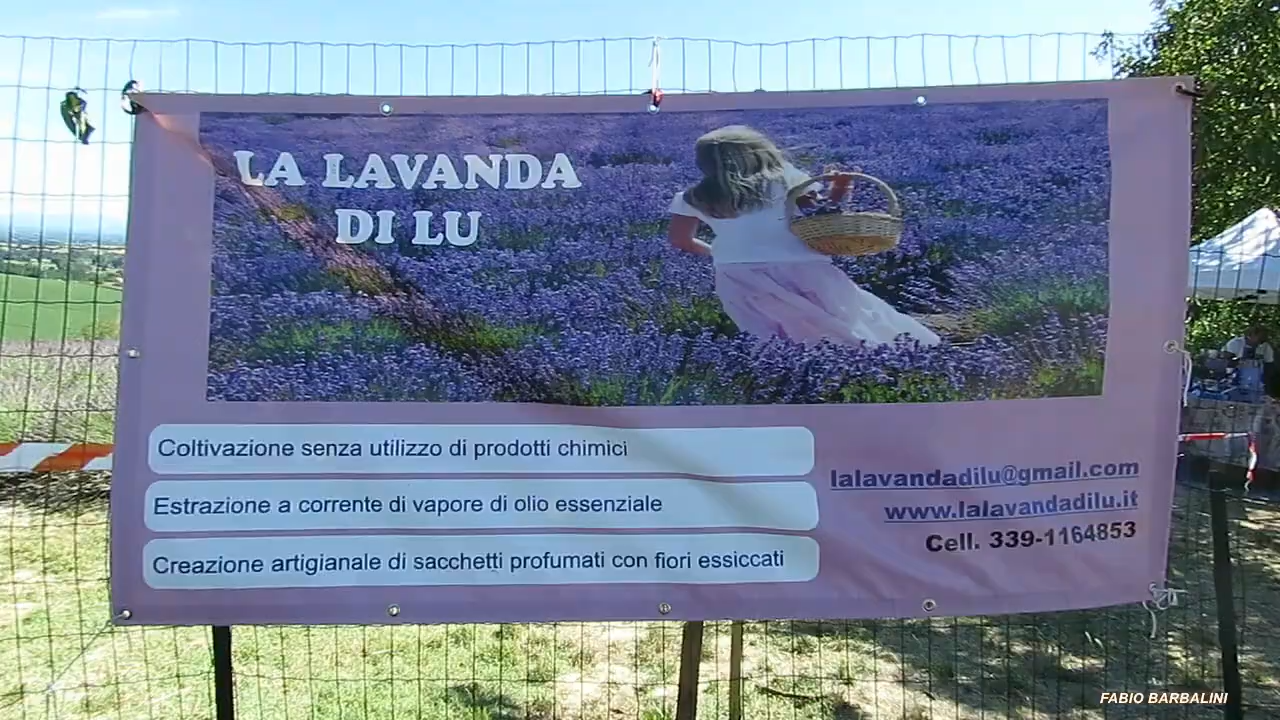 LA LAVANDA
DI LU
Coltivazione senza utilizzo di prodotti chimici
Estrazione a corrente di vapore di olio essenziale
Creazione artigianale di sacchetti profumati con fiori essiccati
lalavandadilu@gmail.com
www.lalavandadilu.it
Cell. 339-1164853
FABIO BARBALINI